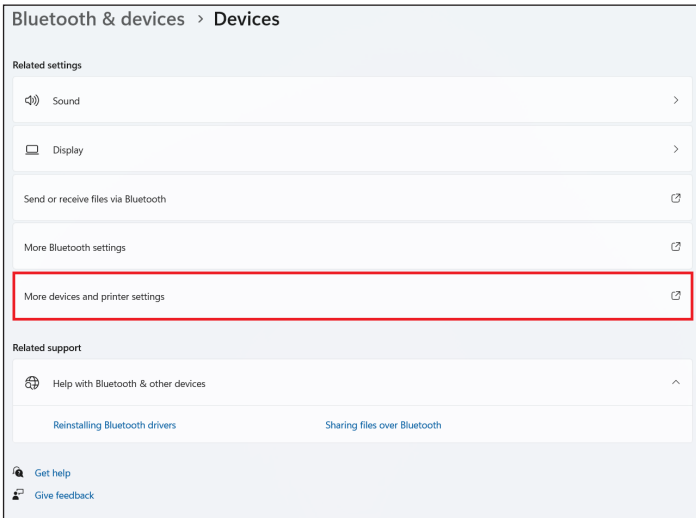 Bluetooth & devices > Devices
Related settings
Sound
Display
Send or receive files via Bluetooth
More Bluetooth settings
More devices and printer settings
Related support
Help with Bluetooth & other devices
Reinstalling Bluetooth drivers Sharing files over Bluetooth
Get help
Give feedback